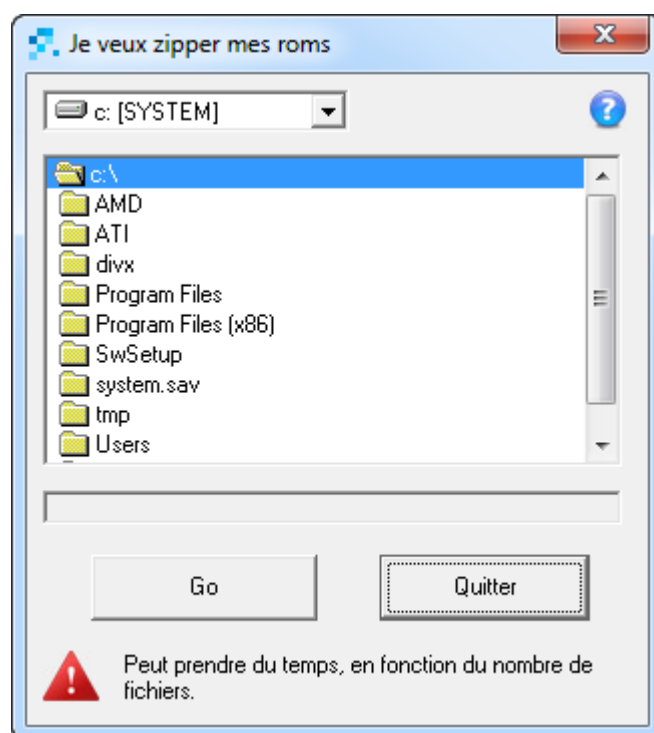 Je veux zipper mes roms
c: [SYSTEM]
c:\
AMD
ATI
divx
Program Files
Program Files (x86)
SwSetup
system.sav
tmp
Users
Go
Quitter
Peut prendre du temps, en fonction du nombre de
fichiers.